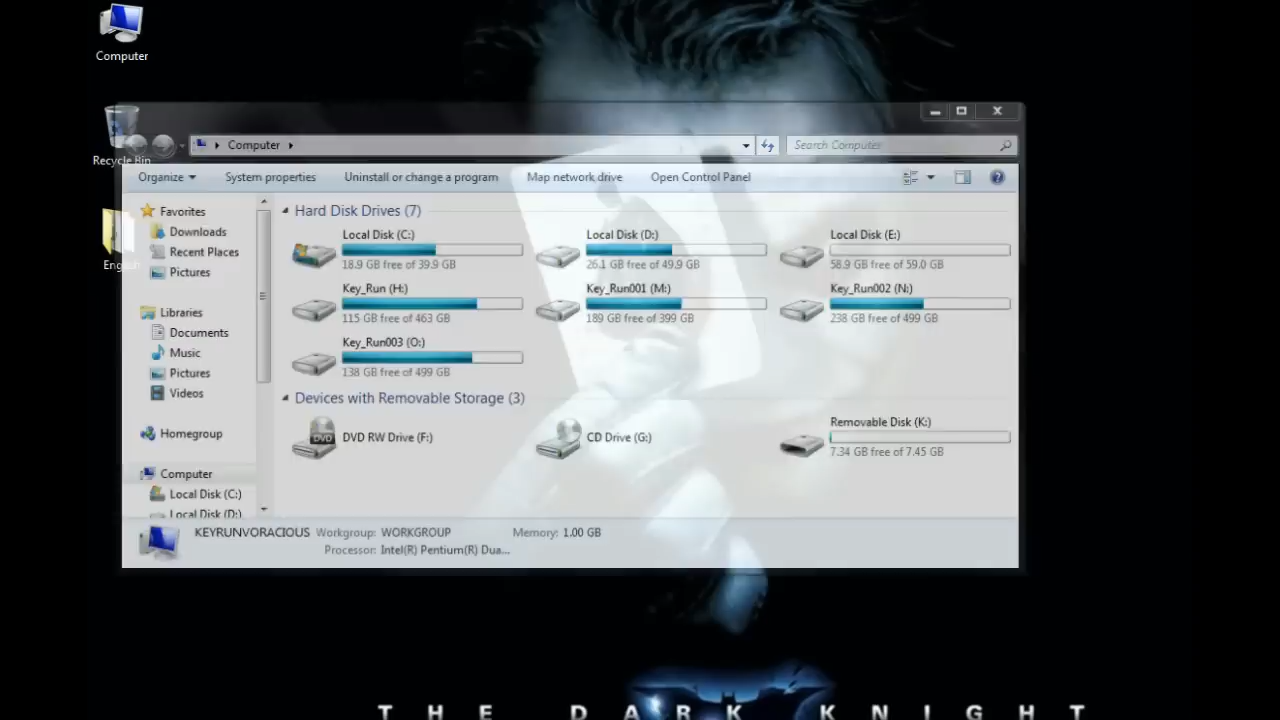 Computer
Recycle Bin
Computer
Search Computer
Organize System properties Uninstall or change a program Map network drive Open Control Panel
Favorites
Downloads
Recent Places
Pictures
Libraries
Documents
Music
Pictures
Videos
Homegroup
Computer
Local Disk (C:)
Local Disk (D:)
Hard Disk Drives (7)
Local Disk (C:)
18.9 GB free of 39.9 GB
Local Disk (D:)
26.1 GB free of 49.9 GB
Local Disk (E:)
58.9 GB free of 59.0 GB
Key_Run (H:)
115 GB free of 463 GB
Key_Run001 (M:)
189 GB free of 399 GB
Key_Run002 (N:)
238 GB free of 499 GB
Key_Run003 (O:)
138 GB free of 499 GB
Devices with Removable Storage (3)
DVD RW Drive (F:)
DVD
CD Drive (G:)
Removable Disk (K:)
7.34 GB free of 7.45 GB
KEYRUNVORACIOUS Workgroup: WORKGROUP Memory: 1.00 GB
Processor: Intel(R) Pentium(R) Dua...
THE DARK KNIGHT